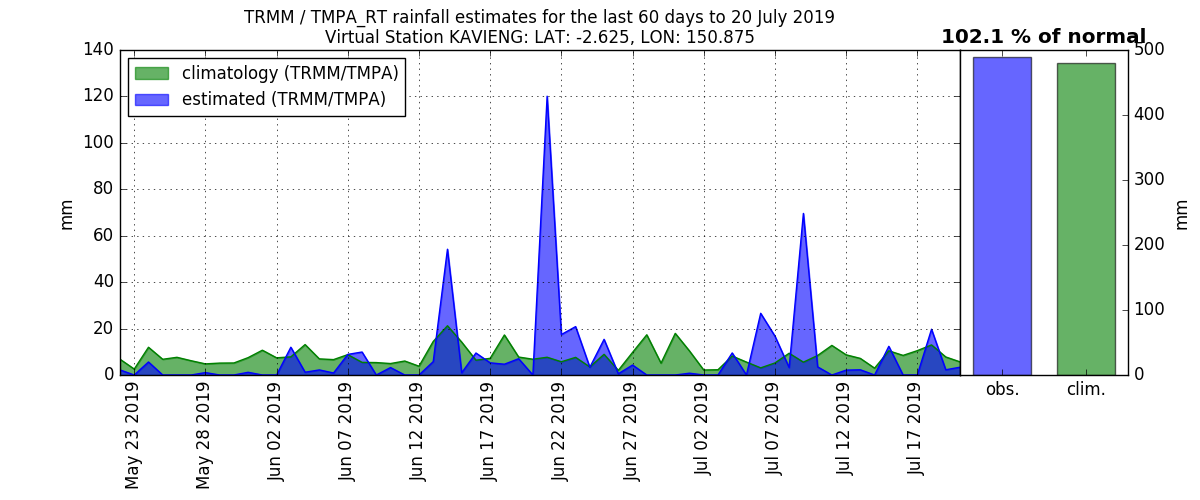 TRMM / TMPA_RT rainfall estimates for the last 60 days to 20 July 2019
Virtual Station KAVIENG: LAT: -2.625, LON: 150.875
102.1 % of normal
climatology (TRMM/TMPA)
estimated (TRMM/TMPA)
mm
140
120
100
80
60
40
20
0
May 23 2019
May 28 2019
Jun 02 2019
Jun 07 2019
Jun 12 2019
Jun 17 2019
Jun 22 2019
Jun 27 2019
Jul 02 2019
Jul 07 2019
Jul 12 2019
Jul 17 2019
obs.
clim.
500
400
300
200
100
0
mm